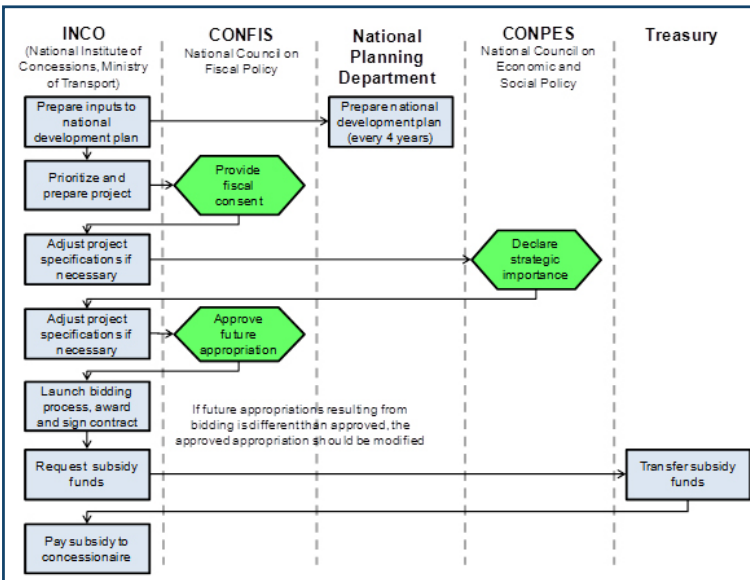 INCO
(National Institute of
Concessions, Ministry
of Transport)
CONFIS
National Council on
Fiscal Policy
National
Planning
Department
CONPES
National Council on
Economic and
Social Policy
Treasury
Prepare inputs to
national
development plan
Prepare national
development plan
(every 4 years)
Prioritize and
prepare project
Provide
fiscal
consent
Adjust project
specifications if
necessary
Declare
strategic
importance
Adjust project
specifications if
necessary
Approve
future
appropriation
Launch bidding
process, award
and sign contract
If future appropriations resulting from
bidding is different than approved, the
approved appropriation should be modified
Request subsidy
funds
Transfer subsidy
funds
Pay subsidy to
concessionaire